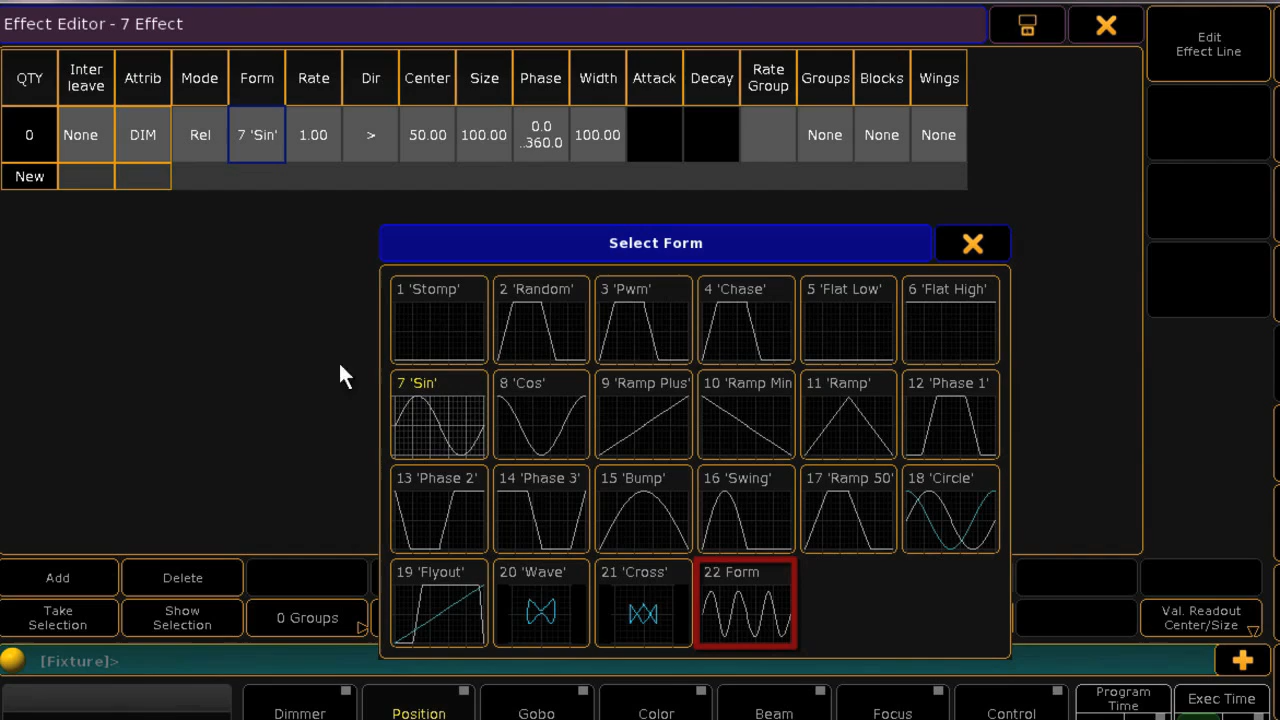 Effect Editor - 7 Effect
Edit
Effect Line
QTY
Inter
leave
Attrib
Mode
Form
Rate
Dir
Center
Size
Phase
Width
Attack
Decay
Rate
Group
Groups
Blocks
Wings
0
None
DIM
Rel
7 'Sin'
1.00
>
50.00
100.00
0.0
..360.0
100.00
None
None
None
New
Select Form
1 'Stomp'
2 'Random'
3 'Pwm'
4 'Chase'
5 'Flat Low'
6 'Flat High'
7 'Sin'
8 'Cos'
9 'Ramp Plus'
10 'Ramp Min
11 'Ramp'
12 'Phase 1'
13 'Phase 2'
14 'Phase 3'
15 'Bump'
16 'Swing'
17 'Ramp 50'
18 'Circle'
19 'Flyout'
20 'Wave'
21 'Cross'
22 Form
Add
Delete
Take
Selection
Show
Selection
0 Groups
Val. Readout
Center/Size
[Fixture]>
Dimmer
Position
Gobo
Color
Beam
Focus
Control
Program
Time
Exec Time